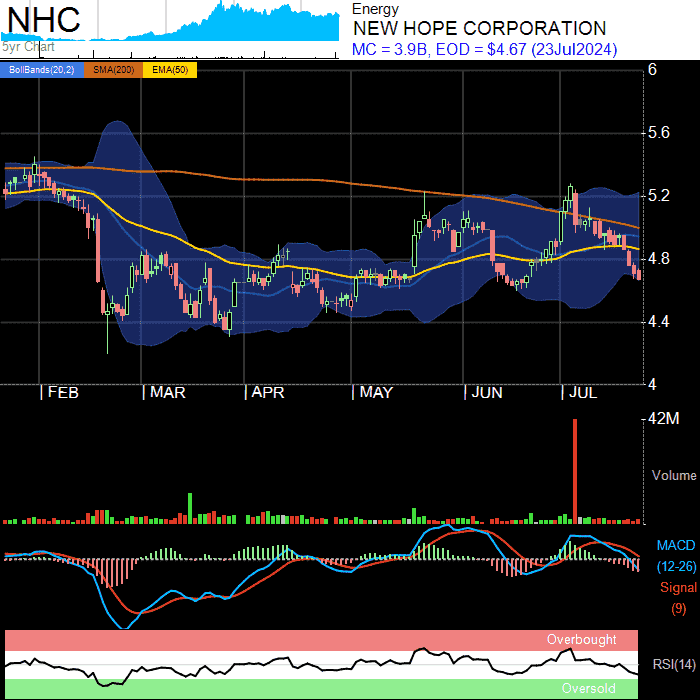 NHC
5yr Chart
Energy
NEW HOPE CORPORATION
MC = 3.9B, EOD = $4.67 (23Jul2024)
BollBands(20,2) SMA(200) EMA(50)
6
5.6
5.2
4.8
4.4
4
FEB MAR APR MAY JUN JUL
42M
Volume
MACD
(12-26)
Signal
(9)
Overbought
RSI(14)
Oversold